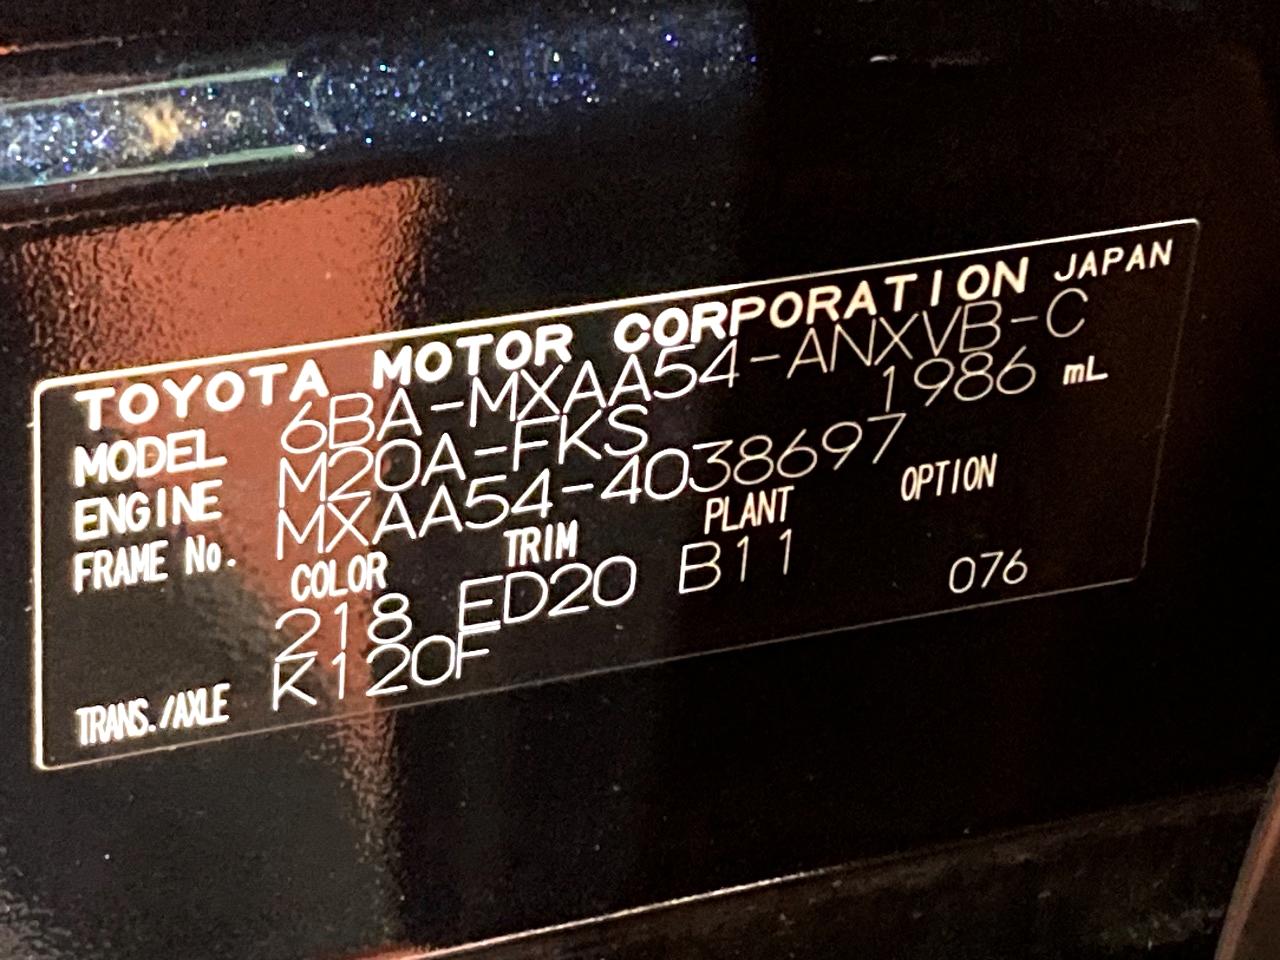 TOYOTA MOTOR CORPORATION JAPAN
MODEL 6BA-MXAA54-ANXVB-C
ENGINE M20A-FKS 1986 mL
FRAME No. MXAA54-4038697
COLOR TRIM PLANT OPTION
218 ED20 B11 076
TRANS./AXLE K120F